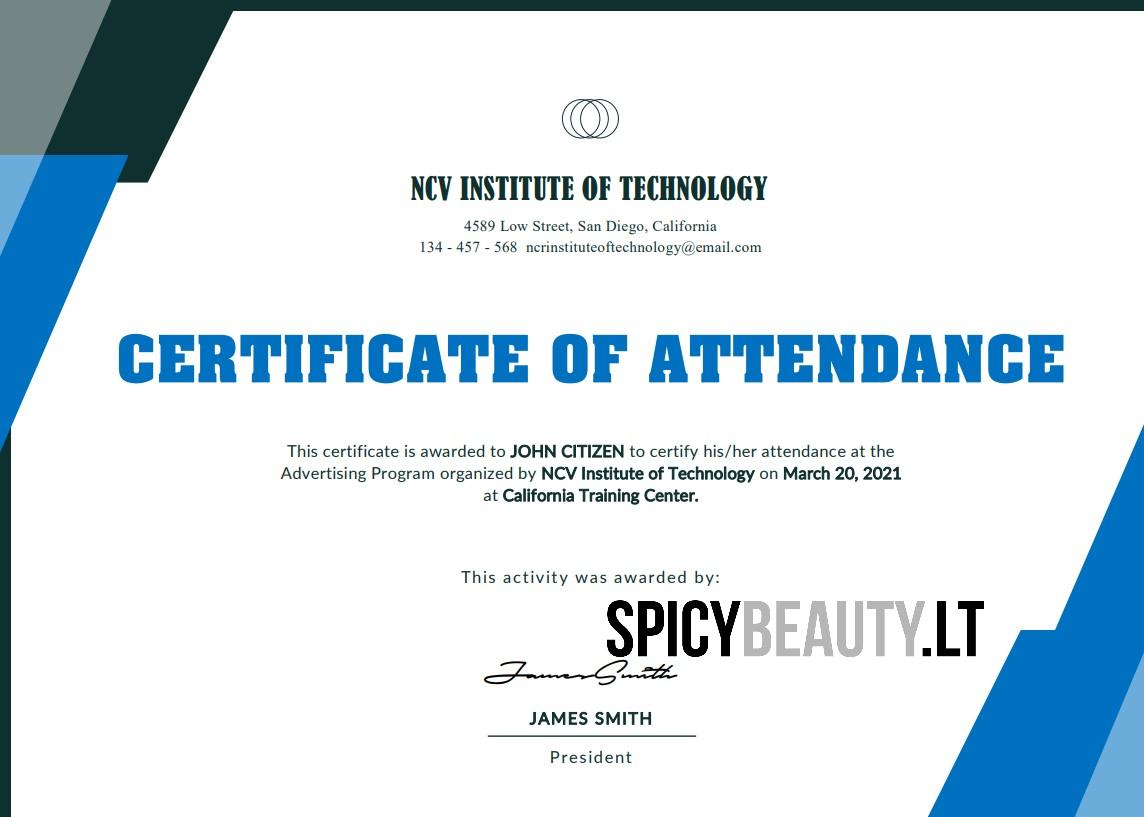 NCV INSTITUTE OF TECHNOLOGY
4589 Low Street, San Diego, California
134 - 457 - 568 ncrinstituteoftechnology@email.com
CERTIFICATE OF ATTENDANCE
This certificate is awarded to JOHN CITIZEN to certify his/her attendance at the
Advertising Program organized by NCV Institute of Technology on March 20, 2021
at California Training Center.
This activity was awarded by:
SPICYBEAUTY.LT
James Smith
JAMES SMITH
President